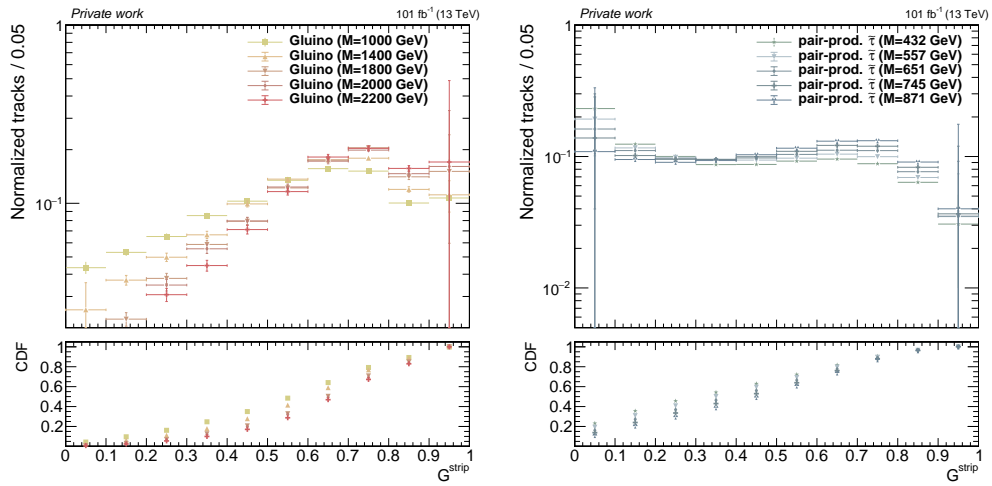 Private work 101 fb⁻¹ (13 TeV)
Normalized tracks / 0.05
1
10⁻¹
Gluino (M=1000 GeV)
Gluino (M=1400 GeV)
Gluino (M=1800 GeV)
Gluino (M=2000 GeV)
Gluino (M=2200 GeV)
CDF
1
0.8
0.6
0.4
0.2
0 0.1 0.2 0.3 0.4 0.5 0.6 0.7 0.8 0.9 1
G^strip
Private work 101 fb⁻¹ (13 TeV)
Normalized tracks / 0.05
1
10⁻¹
10⁻²
pair-prod. τ̃ (M=432 GeV)
pair-prod. τ̃ (M=557 GeV)
pair-prod. τ̃ (M=651 GeV)
pair-prod. τ̃ (M=745 GeV)
pair-prod. τ̃ (M=871 GeV)
CDF
1
0.8
0.6
0.4
0.2
0 0.1 0.2 0.3 0.4 0.5 0.6 0.7 0.8 0.9 1
G^strip